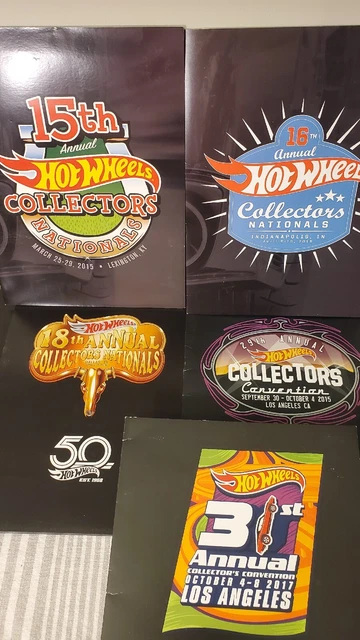 15th
Annual
HOT WHEELS
COLLECTORS
NATIONALS
MARCH 25-29, 2015 • LEXINGTON, KY
16TH
Annual
HOT WHEELS
Collectors
NATIONALS
INDIANAPOLIS, IN
HOT WHEELS
18th ANNUAL
COLLECTORS NATIONALS
50
HOT WHEELS
EST. 1968
29th ANNUAL
HOT WHEELS
COLLECTORS
Convention
SEPTEMBER 30 - OCTOBER 4 2015
LOS ANGELES CA
HOT WHEELS
31st
Annual
COLLECTOR'S CONVENTION
OCTOBER 4-8 2017
LOS ANGELES